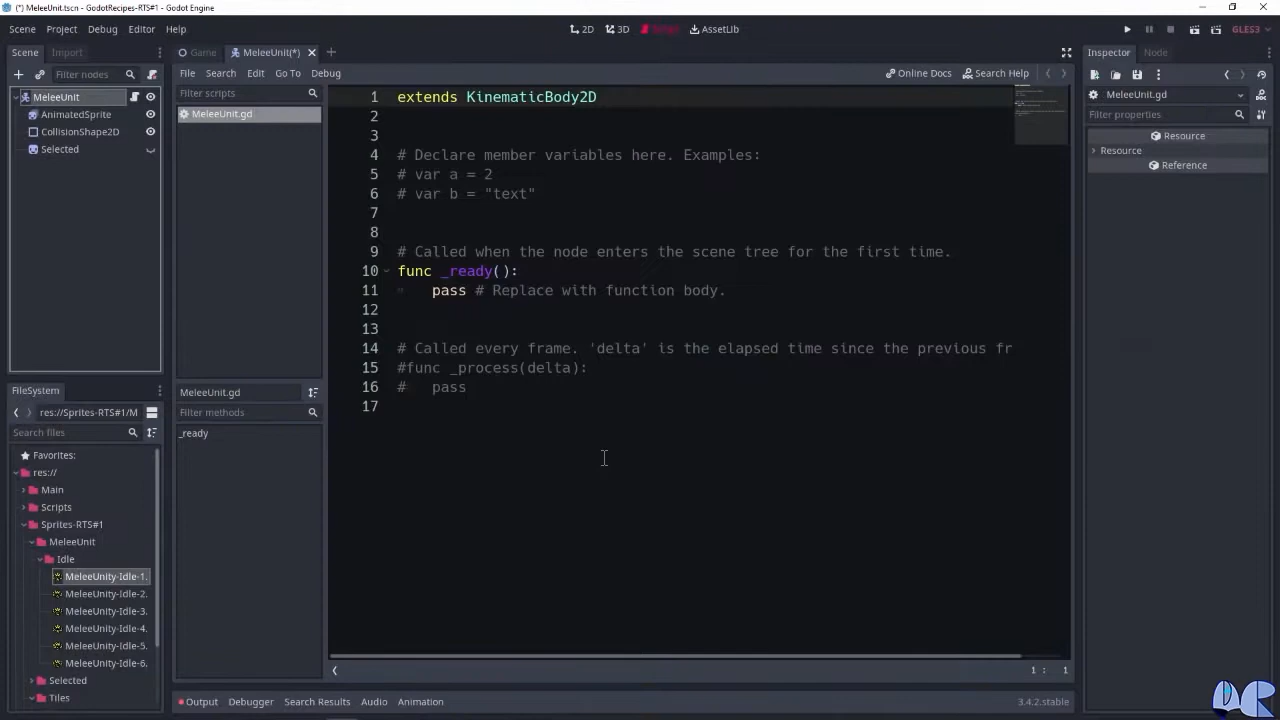 (*) MeleeUnit.tscn - GodotRecipes-RTS#1 - Godot Engine
Scene Project Debug Editor Help
2D 3D Script AssetLib
GLES3
Scene Import
Filter nodes
MeleeUnit
AnimatedSprite
CollisionShape2D
Selected
FileSystem
res://Sprites-RTS#1/M
Search files
Favorites:
res://
Main
Scripts
Sprites-RTS#1
MeleeUnit
Idle
MeleeUnity-Idle-1.
MeleeUnity-Idle-2.
MeleeUnity-Idle-3.
MeleeUnity-Idle-4.
MeleeUnity-Idle-5.
MeleeUnity-Idle-6.
Selected
Tiles
Game MeleeUnit(*)
File Search Edit Go To Debug
Online Docs Search Help
Filter scripts
MeleeUnit.gd
MeleeUnit.gd
Filter methods
_ready
1 extends KinematicBody2D
2
3
4 # Declare member variables here. Examples:
5 # var a = 2
6 # var b = "text"
7
8
9 # Called when the node enters the scene tree for the first time.
10 func _ready():
11 pass # Replace with function body.
12
13
14 # Called every frame. 'delta' is the elapsed time since the previous fr
15 #func _process(delta):
16 # pass
17
1 : 1
Output Debugger Search Results Audio Animation
3.4.2.stable
Inspector Node
MeleeUnit.gd
Filter properties
Resource
Resource
Reference